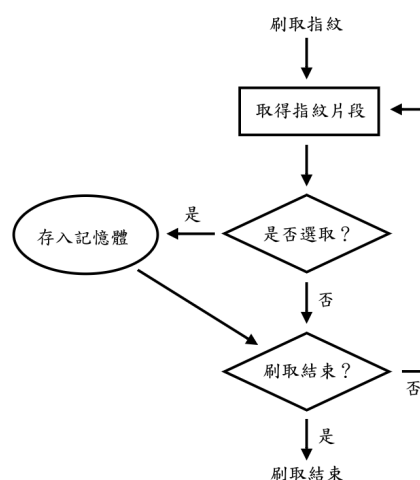 刷取指紋
取得指紋片段
是
是否選取？
存入記憶體
否
刷取結束？
否
是
刷取結束